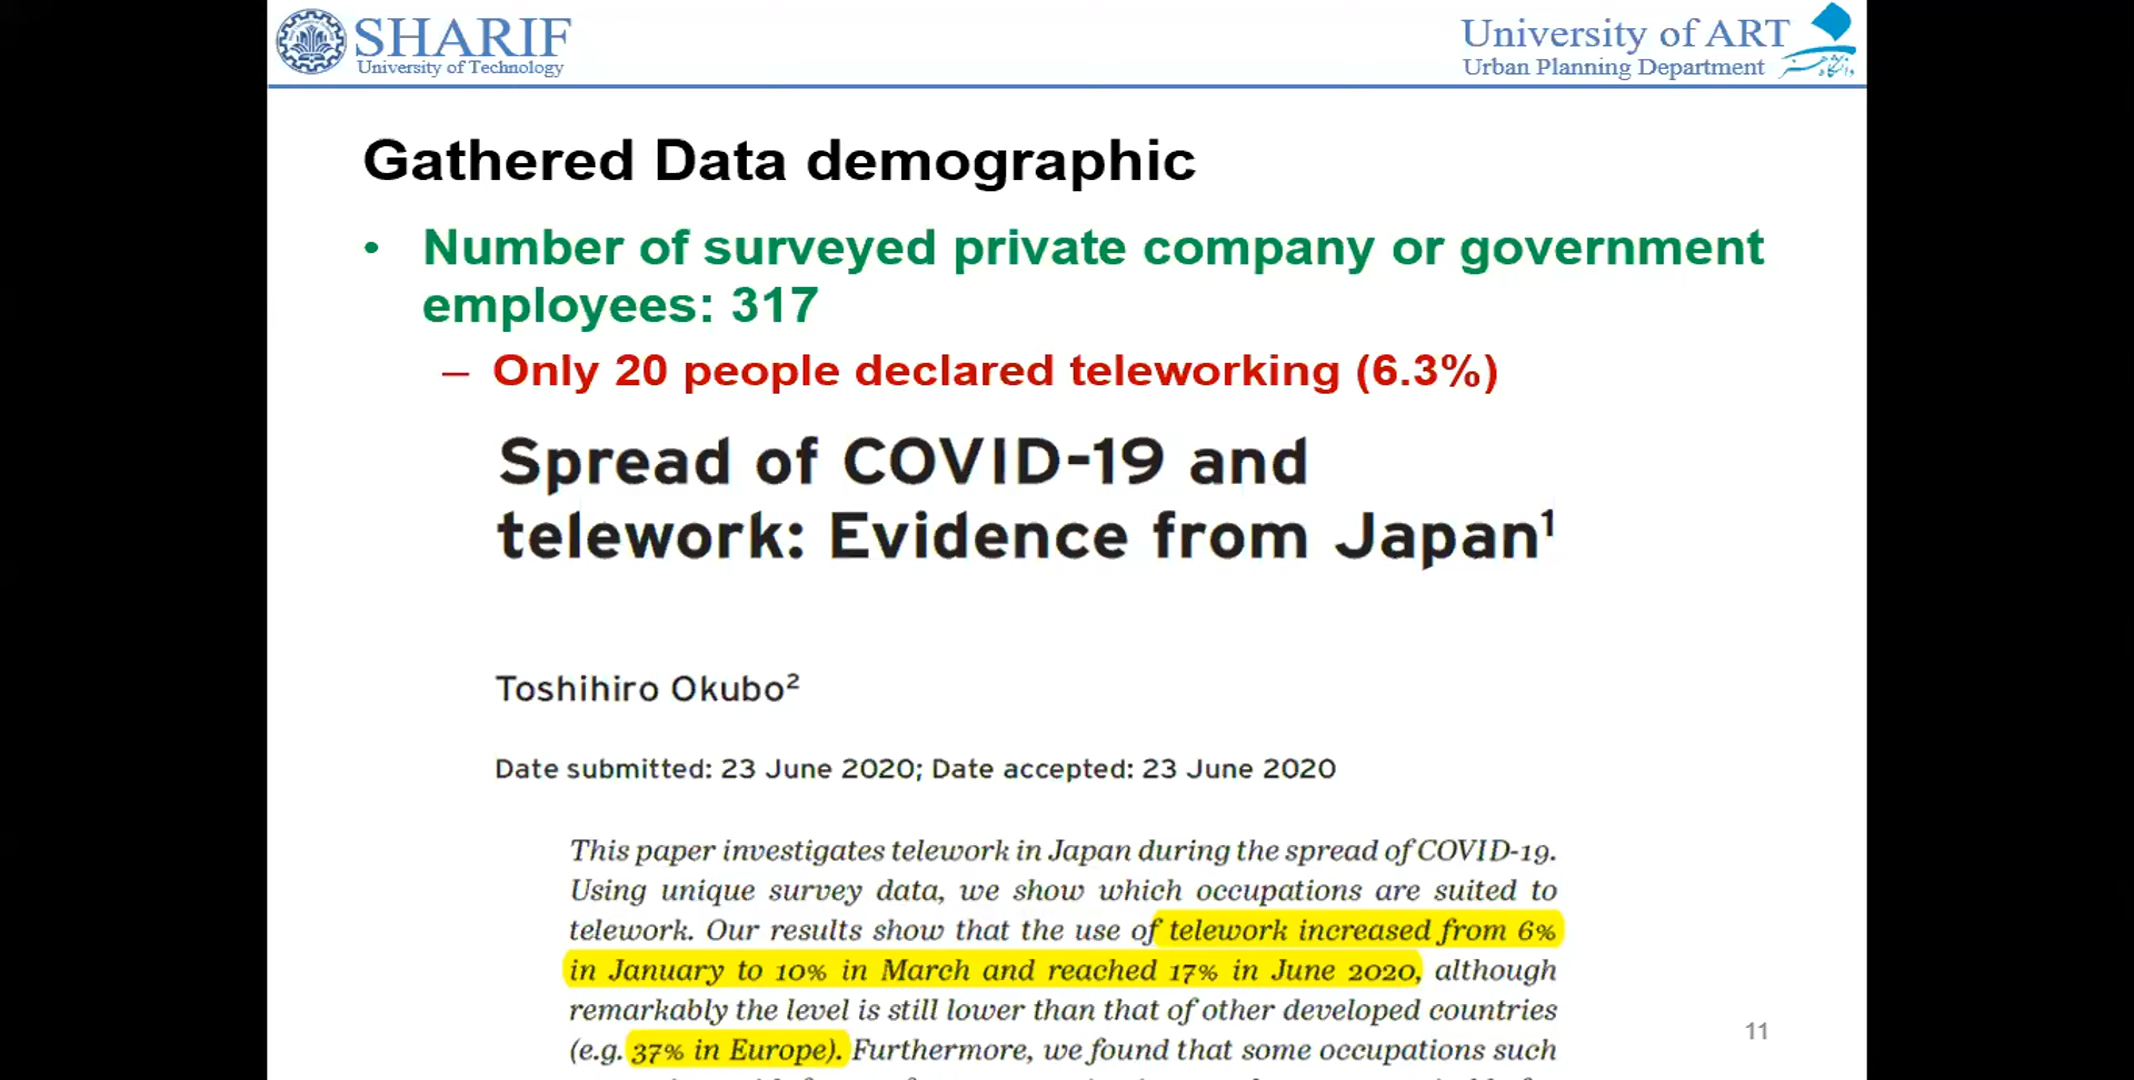 SHARIF
University of Technology
University of ART
Urban Planning Department
دانشگاه هنر
Gathered Data demographic
• Number of surveyed private company or government
employees: 317
– Only 20 people declared teleworking (6.3%)
Spread of COVID-19 and
telework: Evidence from Japan¹
Toshihiro Okubo²
Date submitted: 23 June 2020; Date accepted: 23 June 2020
This paper investigates telework in Japan during the spread of COVID-19.
Using unique survey data, we show which occupations are suited to
telework. Our results show that the use of telework increased from 6%
in January to 10% in March and reached 17% in June 2020, although
remarkably the level is still lower than that of other developed countries
(e.g. 37% in Europe). Furthermore, we found that some occupations such
11